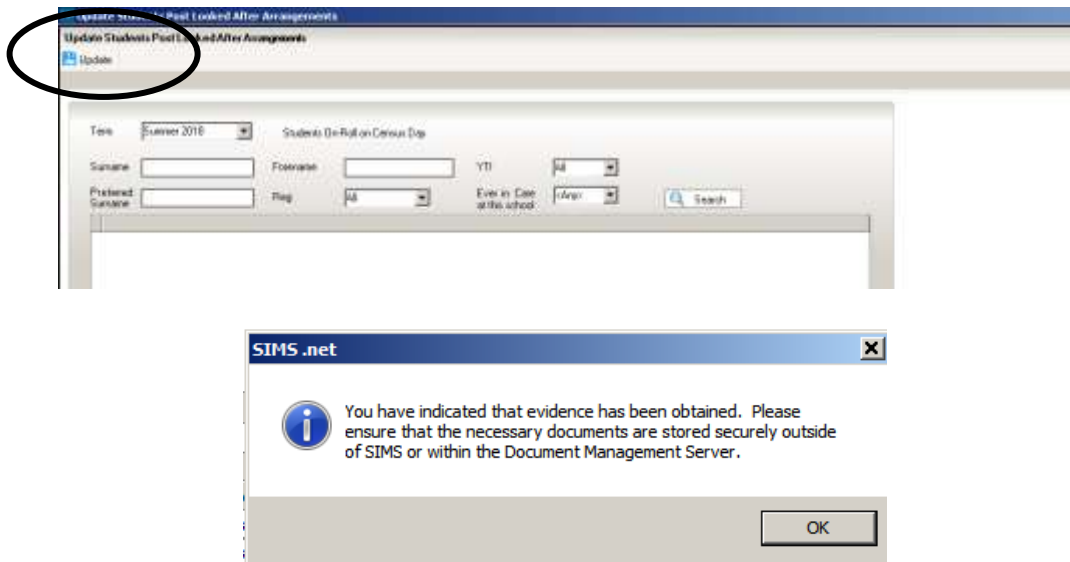 Update Students Post Looked After Arrangements
Update Students Post Looked After Arrangements
Update
Term Summer 2018 Students On-Roll on Census Day
Surname Forename YTI All
Preferred Surname Reg All Ever in Care at this school <Any> Search
SIMS .net
You have indicated that evidence has been obtained. Please
ensure that the necessary documents are stored securely outside
of SIMS or within the Document Management Server.
OK